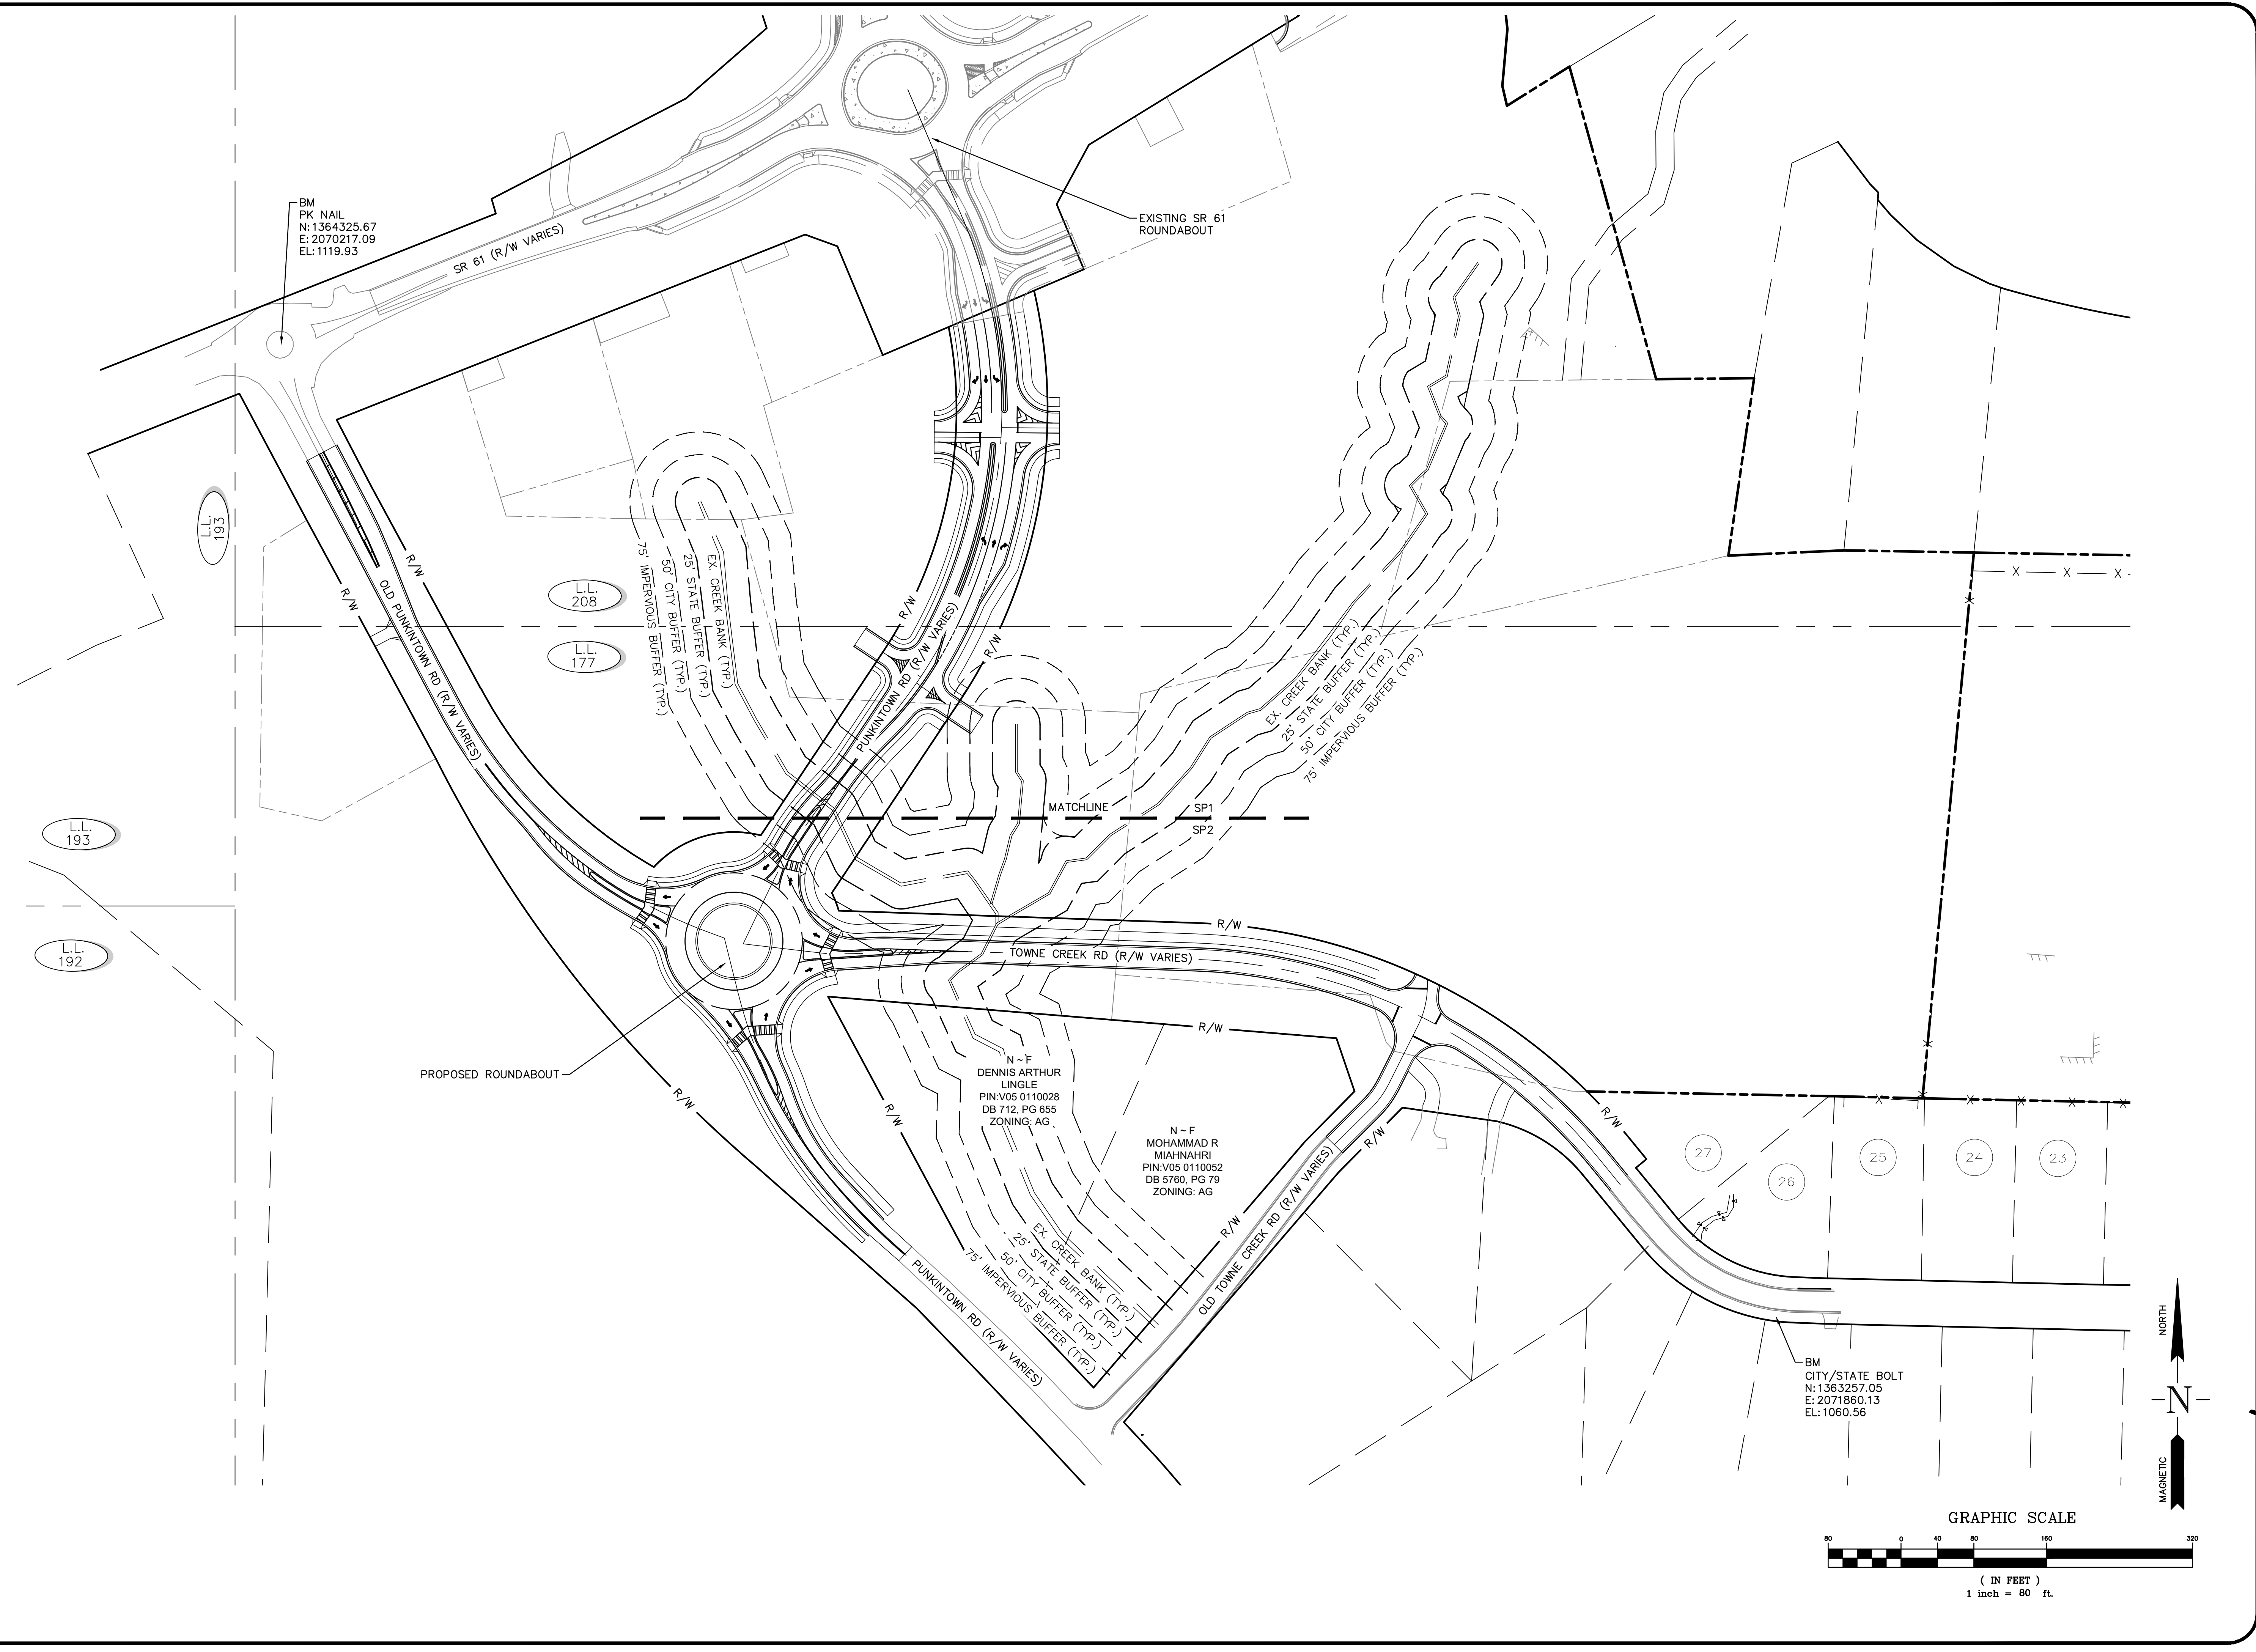 BM
PK NAIL
N:1364325.67
E:2070217.09
EL:1119.93
SR 61 (R/W VARIES)
EXISTING SR 61
ROUNDABOUT
L.L.
193
R/W
R/W
OLD PUNKINTOWN RD (R/W VARIES)
L.L.
208
L.L.
177
75' IMPERVIOUS BUFFER (TYP.)
50' CITY BUFFER (TYP.)
25' STATE BUFFER (TYP.)
EX. CREEK BANK (TYP.)
R/W
PUNKINTOWN RD (R/W VARIES)
R/W
EX. CREEK BANK (TYP.)
25' STATE BUFFER (TYP.)
50' CITY BUFFER (TYP.)
75' IMPERVIOUS BUFFER (TYP.)
X X X
MATCHLINE
SP1
SP2
L.L.
193
L.L.
192
R/W
TOWNE CREEK RD (R/W VARIES)
R/W
PROPOSED ROUNDABOUT
R/W
R/W
N ~ F
DENNIS ARTHUR
LINGLE
PIN:V05 0110028
DB 712, PG 655
ZONING: AG
N ~ F
MOHAMMAD R
MIAHNAHRI
PIN:V05 0110052
DB 5760, PG 79
ZONING: AG
R/W
R/W
OLD TOWNE CREEK RD (R/W VARIES)
R/W
X X X X X
27
26
25
24
23
EX. CREEK BANK (TYP.)
25' STATE BUFFER (TYP.)
50' CITY BUFFER (TYP.)
75' IMPERVIOUS BUFFER (TYP.)
PUNKINTOWN RD (R/W VARIES)
BM
CITY/STATE BOLT
N:1363257.05
E:2071860.13
EL:1060.56
NORTH
N
MAGNETIC
GRAPHIC SCALE
80 0 40 80 160 320
( IN FEET )
1 inch = 80 ft.